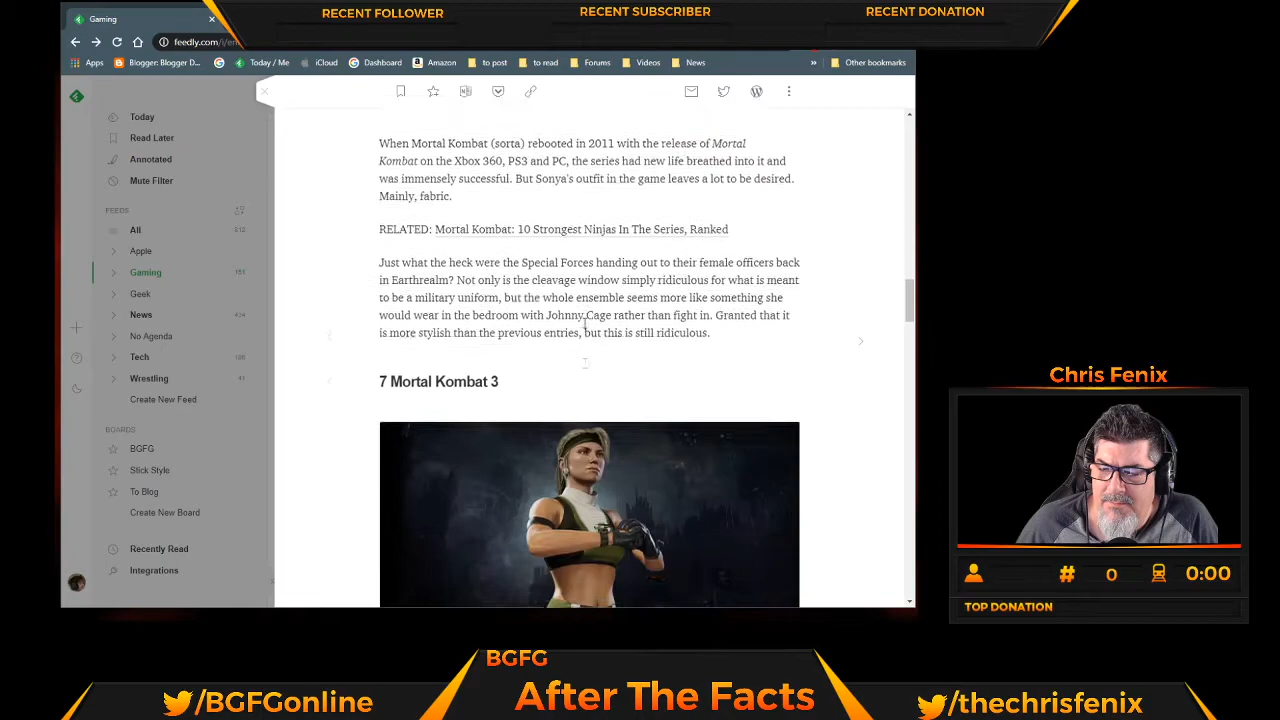 RECENT FOLLOWER
RECENT SUBSCRIBER
RECENT DONATION
Gaming
feedly.com/i/en
Apps
Blogger: Blogger D...
Today / Me
iCloud
Dashboard
Amazon
to post
to read
Forums
Videos
News
»
Other bookmarks
Today
Read Later
Annotated
Mute Filter
FEEDS
All
Apple
Gaming
Geek
News
No Agenda
Tech
Wrestling 41
Create New Feed
BOARDS
BGFG
Slick Style
To Blog
Create New Board
Recently Read
Integrations
When Mortal Kombat (sorta) rebooted in 2011 with the release of Mortal
Kombat on the Xbox 360, PS3 and PC, the series had new life breathed into it and
was immensely successful. But Sonya's outfit in the game leaves a lot to be desired.
Mainly, fabric.
RELATED: Mortal Kombat: 10 Strongest Ninjas In The Series, Ranked
Just what the heck were the Special Forces handing out to their female officers back
in Earthrealm? Not only is the cleavage window simply ridiculous for what is meant
to be a military uniform, but the whole ensemble seems more like something she
would wear in the bedroom with Johnny Cage rather than fight in. Granted that it
is more stylish than the previous entries, but this is still ridiculous.
7 Mortal Kombat 3
Chris Fenix
# 0 0:00
TOP DONATION
BGFG
After The Facts
/BGFGonline
/thechrisfenix